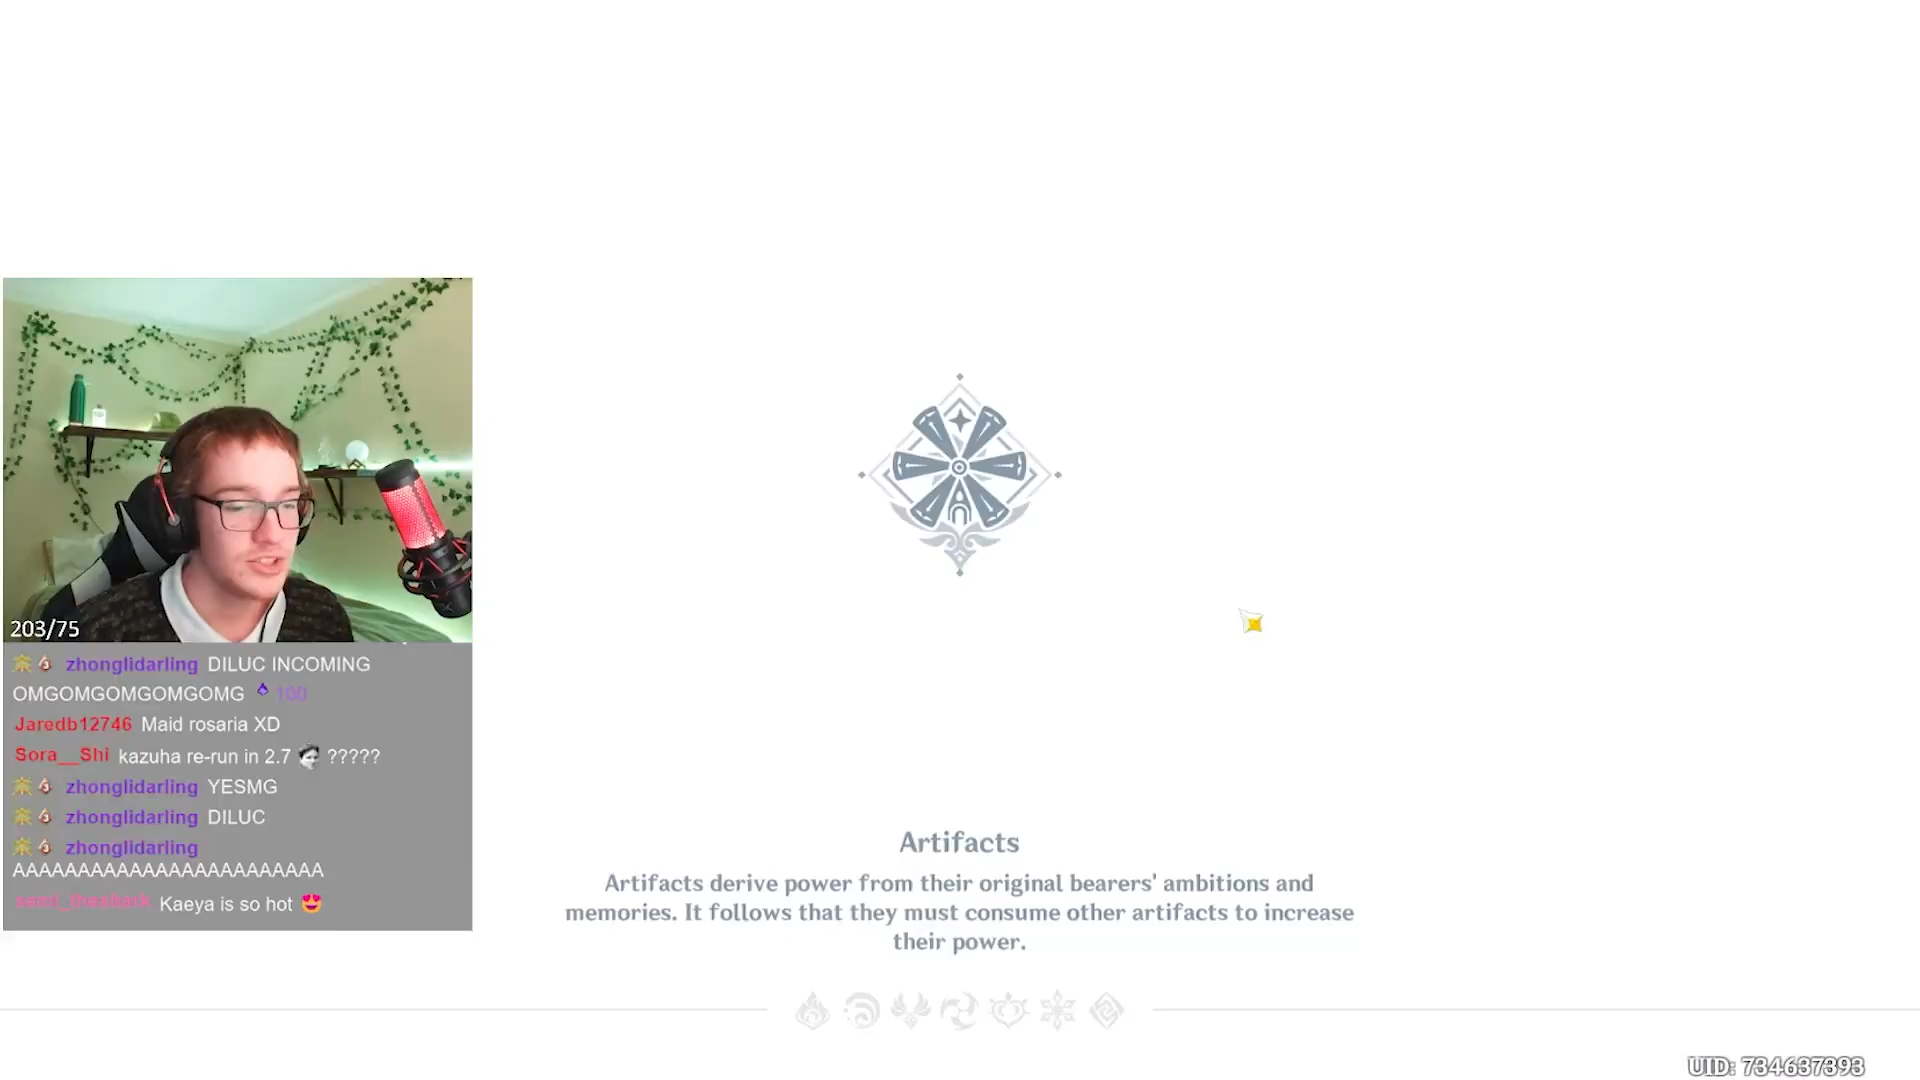 203/75
zhonglidarling DILUC INCOMING
OMGOMGOMGOMGOMG 100
Jaredb12746 Maid rosaria XD
Sora__Shi kazuha re-run in 2.7 ?????
zhonglidarling YESMG
zhonglidarling DILUC
zhonglidarling
AAAAAAAAAAAAAAAAAAAAAAAA
Kaeya is so hot 😍
Artifacts
Artifacts derive power from their original bearers' ambitions and
memories. It follows that they must consume other artifacts to increase
their power.
UID: 734637393